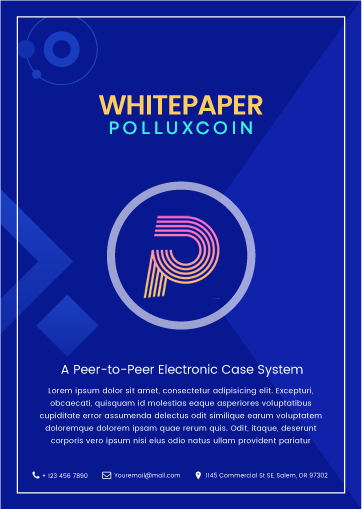 WHITEPAPER
POLLUXCOIN
A Peer-to-Peer Electronic Case System
Lorem ipsum dolor sit amet, consectetur adipisicing elit. Excepturi,
obcaecati, quisquam id molestias eaque asperiores voluptatibus
cupiditate error assumenda delectus odit similique earum voluptatem
doloremque dolorem ipsam quae rerum quis. Odit, itaque, deserunt
corporis vero ipsum nisi eius odio natus ullam provident pariatur
+ 123 456 7890 Youremail@mail.com 1145 Commercial St SE, Salem, OR 97302